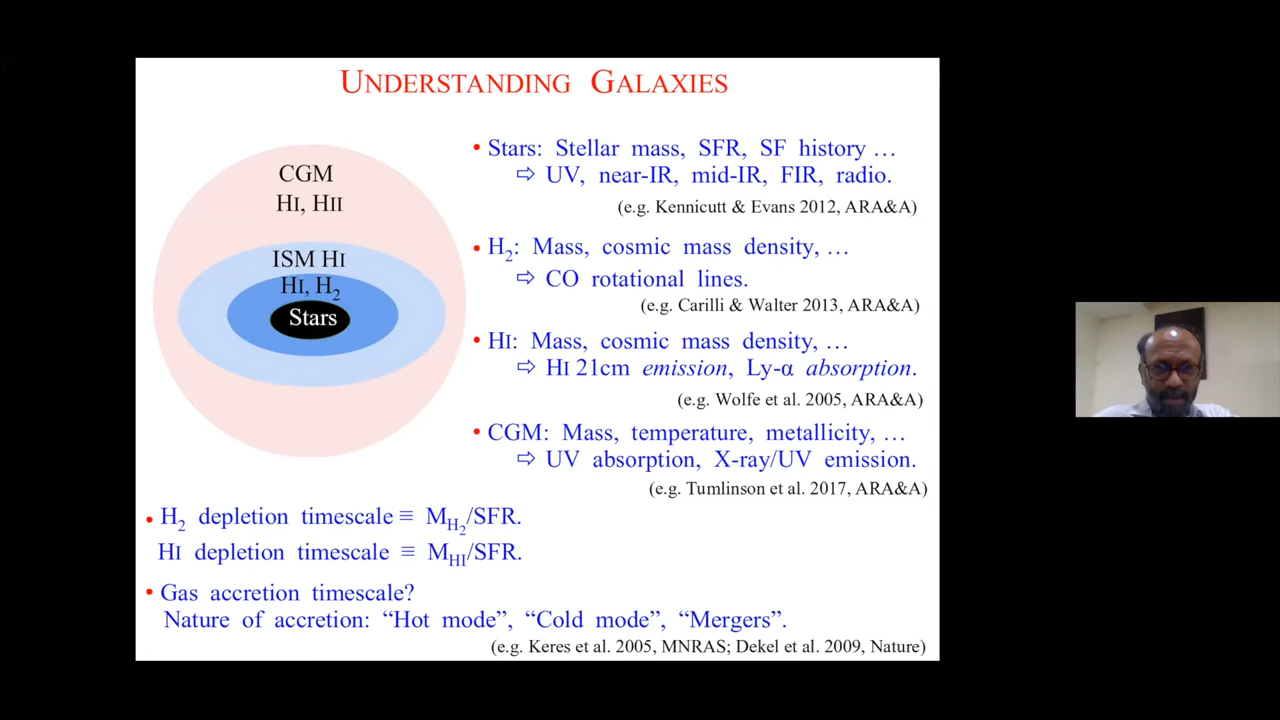 UNDERSTANDING GALAXIES
CGM
HI, HII
ISM HI
HI, H2
Stars
• Stars: Stellar mass, SFR, SF history …
⇨ UV, near-IR, mid-IR, FIR, radio.
(e.g. Kennicutt & Evans 2012, ARA&A)
• H2: Mass, cosmic mass density, …
⇨ CO rotational lines.
(e.g. Carilli & Walter 2013, ARA&A)
• HI: Mass, cosmic mass density, …
⇨ HI 21cm emission, Ly-α absorption.
(e.g. Wolfe et al. 2005, ARA&A)
• CGM: Mass, temperature, metallicity, …
⇨ UV absorption, X-ray/UV emission.
(e.g. Tumlinson et al. 2017, ARA&A)
• H2 depletion timescale ≡ MH2/SFR.
HI depletion timescale ≡ MHI/SFR.
• Gas accretion timescale?
Nature of accretion: “Hot mode”, “Cold mode”, “Mergers”.
(e.g. Keres et al. 2005, MNRAS; Dekel et al. 2009, Nature)